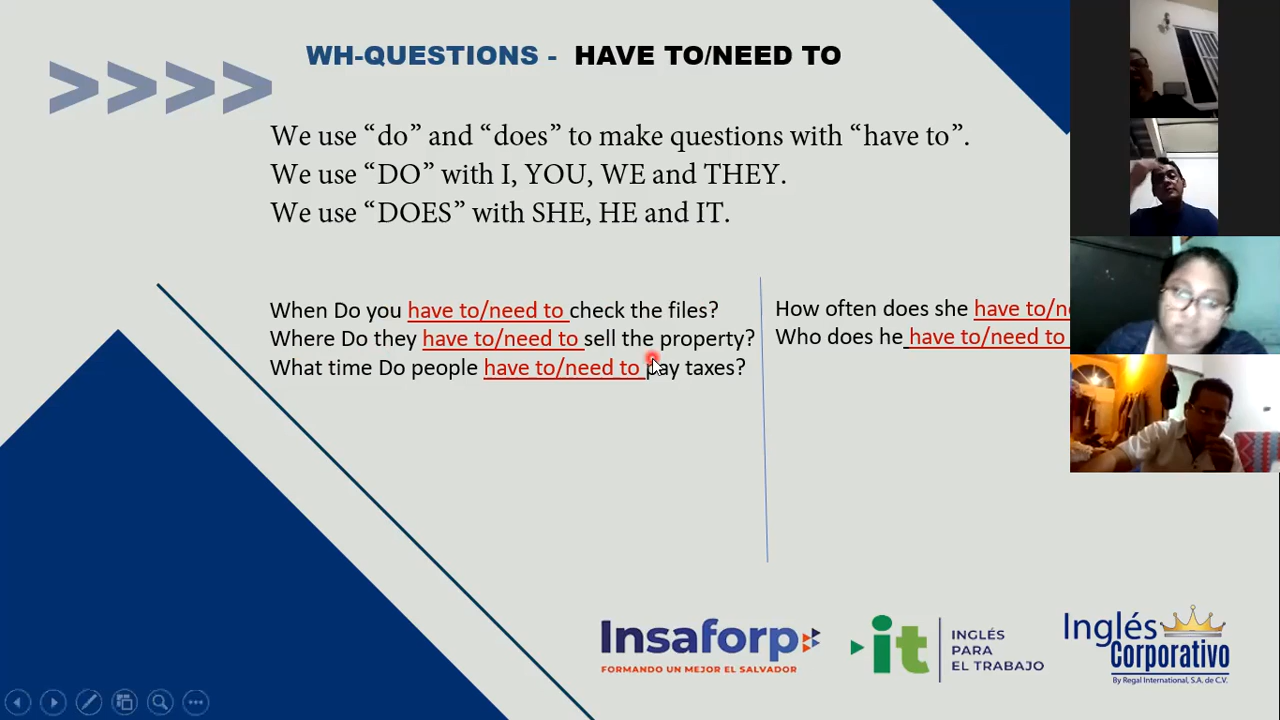 WH-QUESTIONS - HAVE TO/NEED TO
We use “do” and “does” to make questions with “have to”.
We use “DO” with I, YOU, WE and THEY.
We use “DOES” with SHE, HE and IT.
When Do you have to/need to check the files?
Where Do they have to/need to sell the property?
What time Do people have to/need to pay taxes?
How often does she have to/
Who does he have to/need to
Insaforp
FORMANDO UN MEJOR EL SALVADOR
it
INGLÉS
PARA
EL TRABAJO
Inglés
Corporativo
By Regal International, S.A. de C.V.